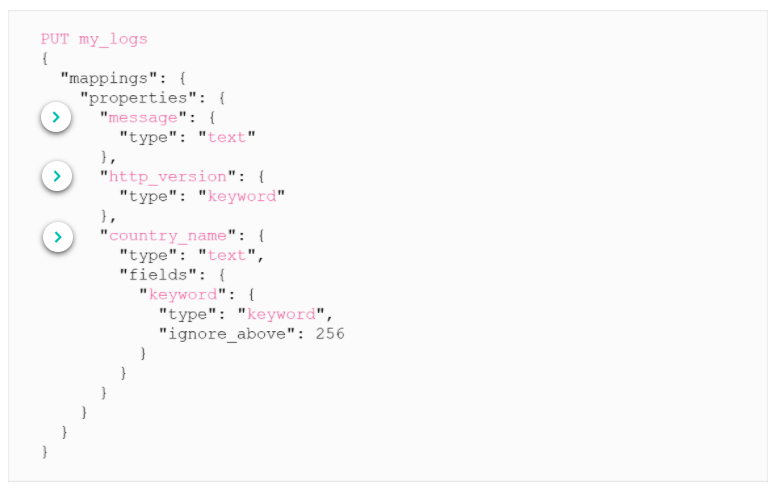 PUT my_logs
{
  "mappings": {
    "properties": {
      "message": {
        "type": "text"
      },
      "http_version": {
        "type": "keyword"
      },
      "country_name": {
        "type": "text",
        "fields": {
          "keyword": {
            "type": "keyword",
            "ignore_above": 256
          }
        }
      }
    }
  }
}